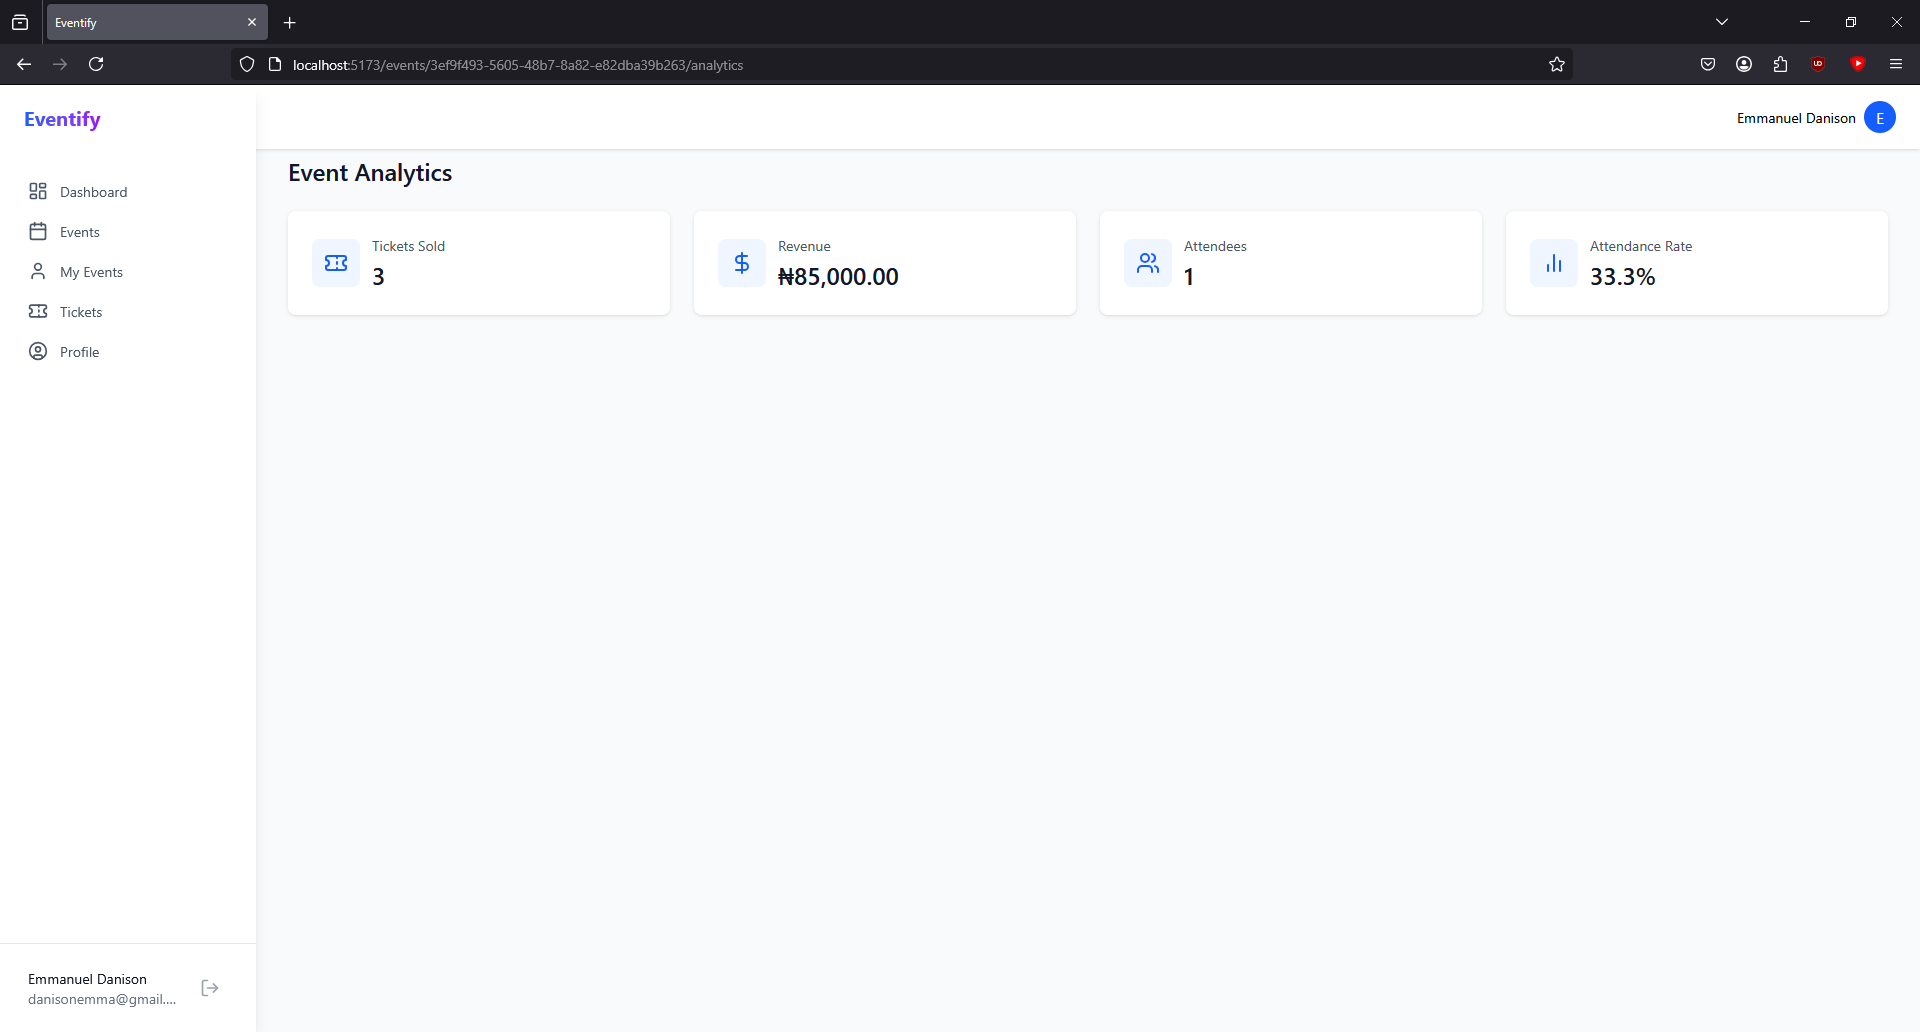 Eventify
localhost:5173/events/3ef9f493-5605-48b7-8a82-e82dba39b263/analytics
Eventify
Emmanuel Danison
E
Dashboard
Events
My Events
Tickets
Profile
Event Analytics
Tickets Sold
3
Revenue
₦85,000.00
Attendees
1
Attendance Rate
33.3%
Emmanuel Danison
danisonemma@gmail....